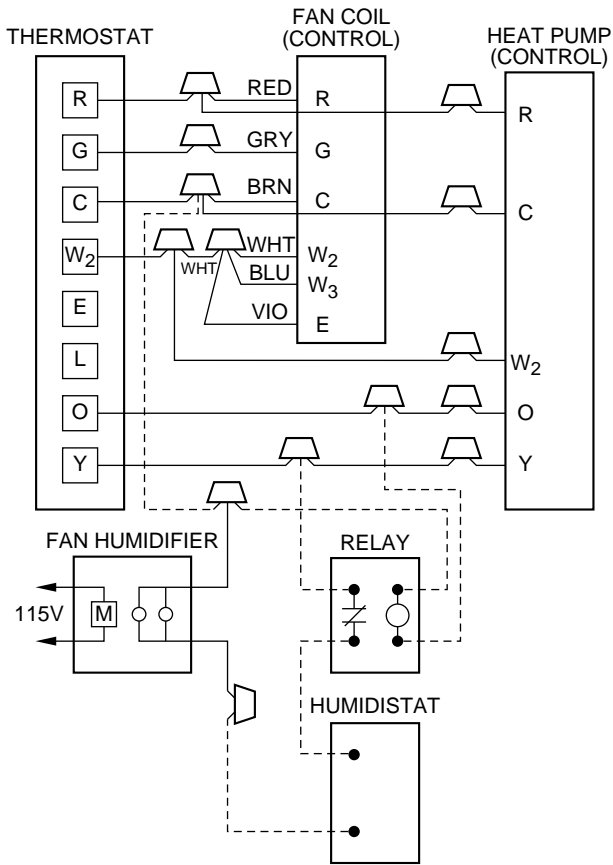 THERMOSTAT
FAN COIL
(CONTROL)
HEAT PUMP
(CONTROL)
R
RED
R
R
G
GRY
G
C
BRN
C
C
W2
WHT
WHT
W2
BLU
W3
E
VIO
E
L
W2
O
O
Y
Y
FAN HUMIDIFIER
RELAY
115V
M
HUMIDISTAT